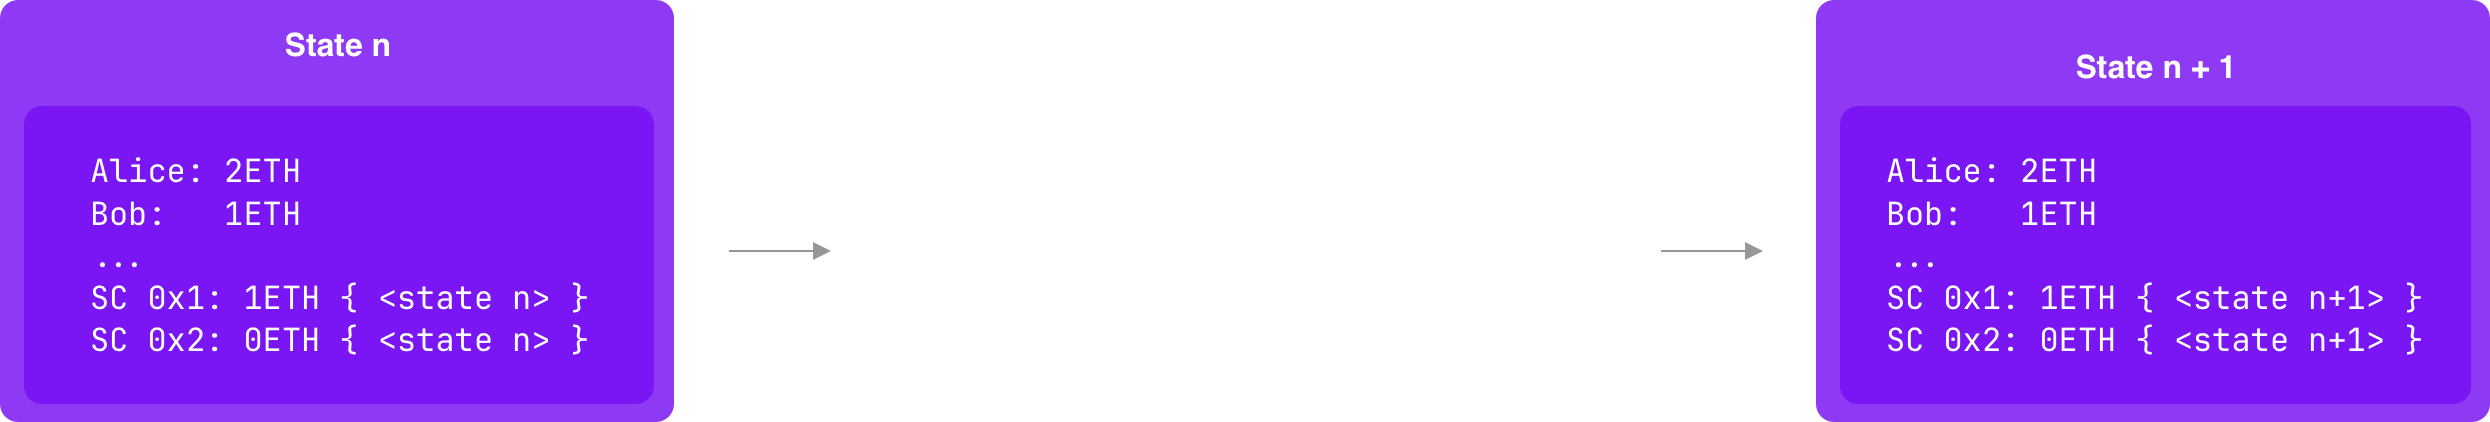 State n
Alice: 2ETH
Bob:   1ETH
...
SC 0x1: 1ETH { <state n> }
SC 0x2: 0ETH { <state n> }
State n + 1
Alice: 2ETH
Bob:   1ETH
...
SC 0x1: 1ETH { <state n+1> }
SC 0x2: 0ETH { <state n+1> }